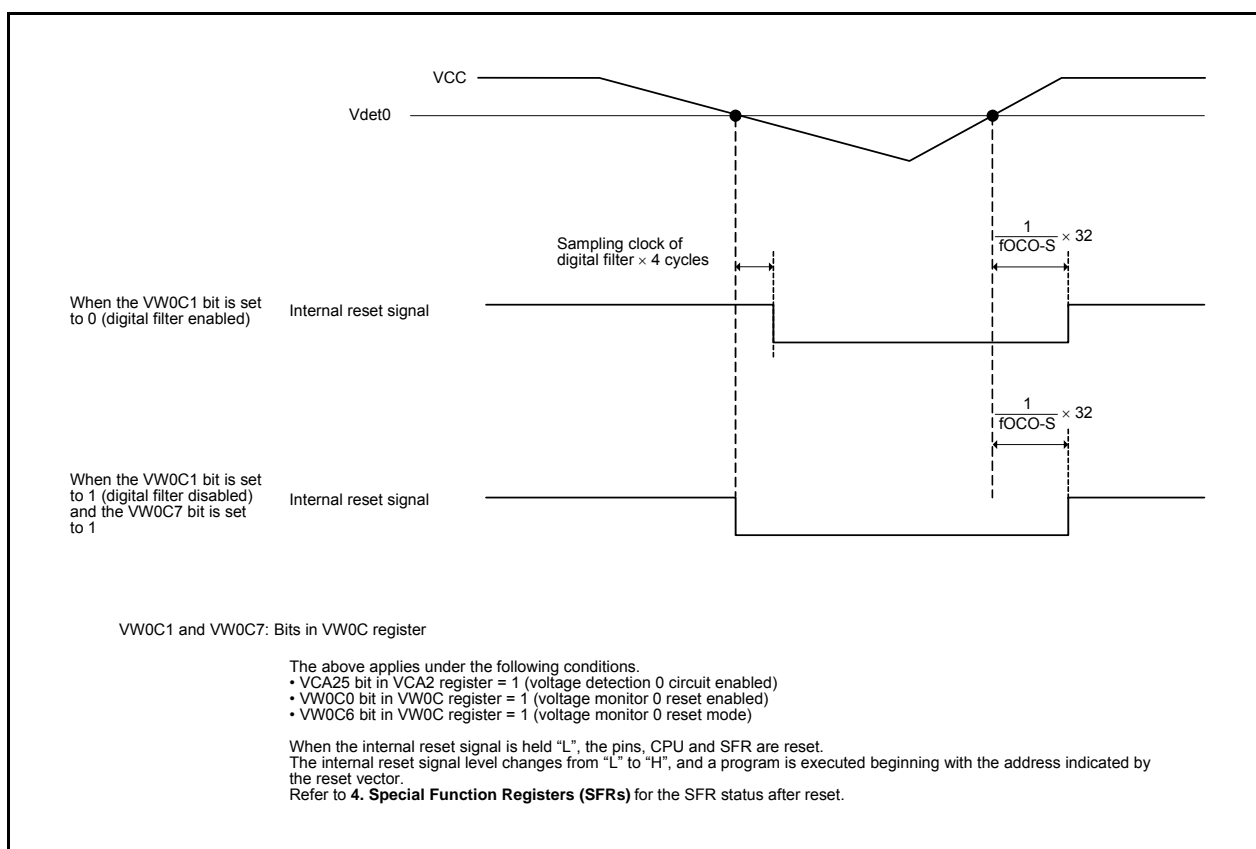 VCC
Vdet0
Sampling clock of
digital filter × 4 cycles
1
fOCO-S
× 32
When the VW0C1 bit is set
to 0 (digital filter enabled)
Internal reset signal
1
fOCO-S
× 32
When the VW0C1 bit is set
to 1 (digital filter disabled)
and the VW0C7 bit is set
to 1
Internal reset signal
VW0C1 and VW0C7: Bits in VW0C register
The above applies under the following conditions.
• VCA25 bit in VCA2 register = 1 (voltage detection 0 circuit enabled)
• VW0C0 bit in VW0C register = 1 (voltage monitor 0 reset enabled)
• VW0C6 bit in VW0C register = 1 (voltage monitor 0 reset mode)
When the internal reset signal is held “L”, the pins, CPU and SFR are reset.
The internal reset signal level changes from “L” to “H”, and a program is executed beginning with the address indicated by
the reset vector.
Refer to 4. Special Function Registers (SFRs) for the SFR status after reset.